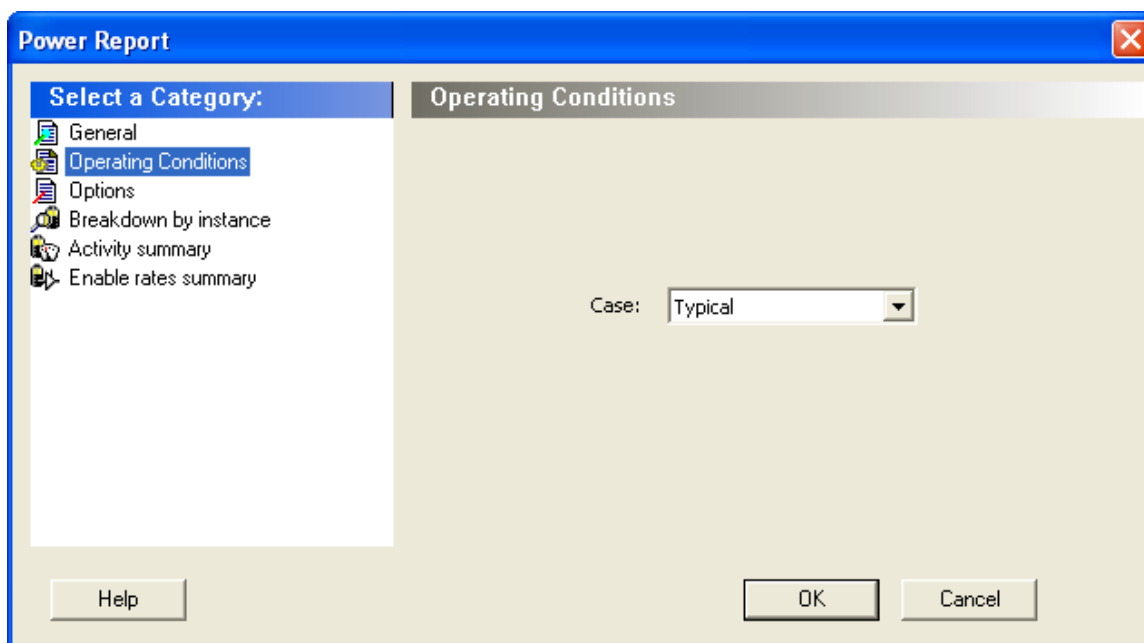 Power Report
Select a Category:
General
Operating Conditions
Options
Breakdown by instance
Activity summary
Enable rates summary
Operating Conditions
Case: Typical
Help
OK
Cancel